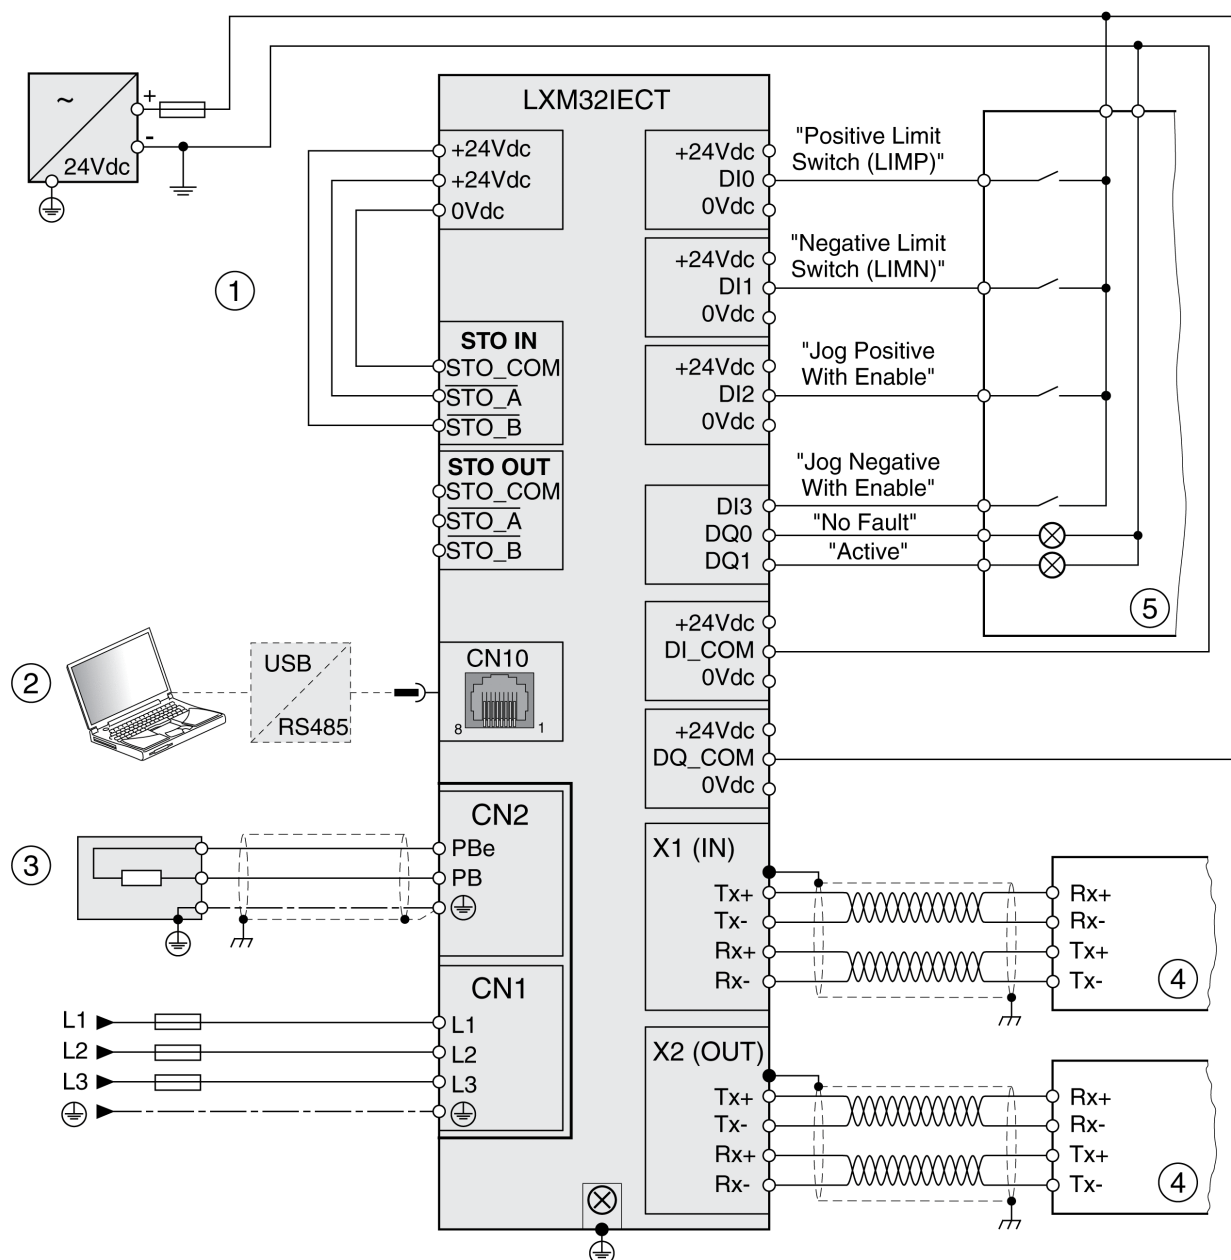 LXM32IECT
~
+
-
24Vdc
+24Vdc
+24Vdc
0Vdc
1
STO IN
STO_COM
STO_A
STO_B
STO OUT
STO_COM
STO_A
STO_B
2
USB
RS485
CN10
8
1
3
CN2
PBe
PB
CN1
L1
L2
L3
L1
L2
L3
+24Vdc
DI0
0Vdc
"Positive Limit
Switch (LIMP)"
+24Vdc
DI1
0Vdc
"Negative Limit
Switch (LIMN)"
+24Vdc
DI2
0Vdc
"Jog Positive
With Enable"
DI3
DQ0
DQ1
"Jog Negative
With Enable"
"No Fault"
"Active"
5
+24Vdc
DI_COM
0Vdc
+24Vdc
DQ_COM
0Vdc
X1 (IN)
Tx+
Tx-
Rx+
Rx-
Rx+
Rx-
Tx+
Tx-
4
X2 (OUT)
Tx+
Tx-
Rx+
Rx-
Rx+
Rx-
Tx+
Tx-
4